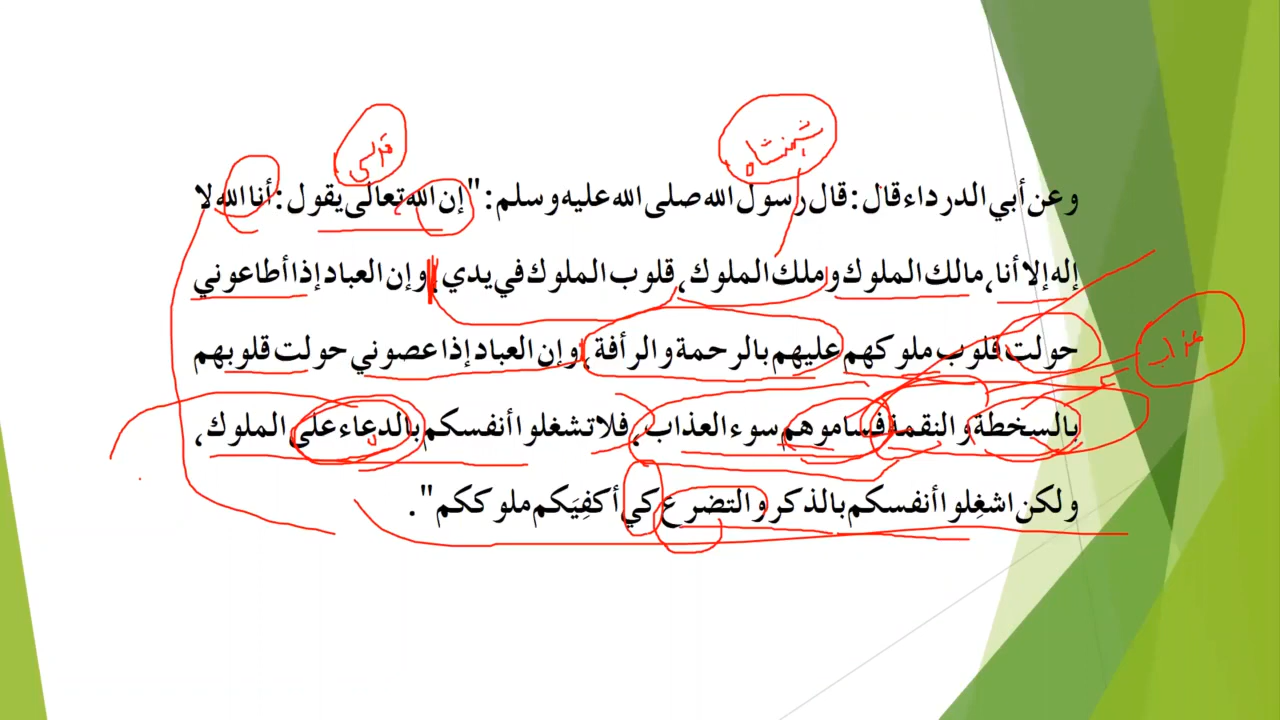 شہنشاہ
وعن أبي الدرداء قال: قال رسول الله صلى الله عليه وسلم: "إن الله تعالى يقول: أنا الله لا
إله إلا أنا، مالك الملوك وملك الملوك، قلوب الملوك في يدي، وإن العباد إذا أطاعوني
حولت قلوب ملوكهم عليهم بالرحمة والرأفة، وإن العباد إذا عصوني حولت قلوبهم
بالسخطة والنقمة فساموهم سوء العذاب، فلا تشغلوا أنفسكم بالدعاء على الملوك،
ولكن اشغِلوا أنفسكم بالذكر والتضرع كي أكفِيَكم ملوككم".